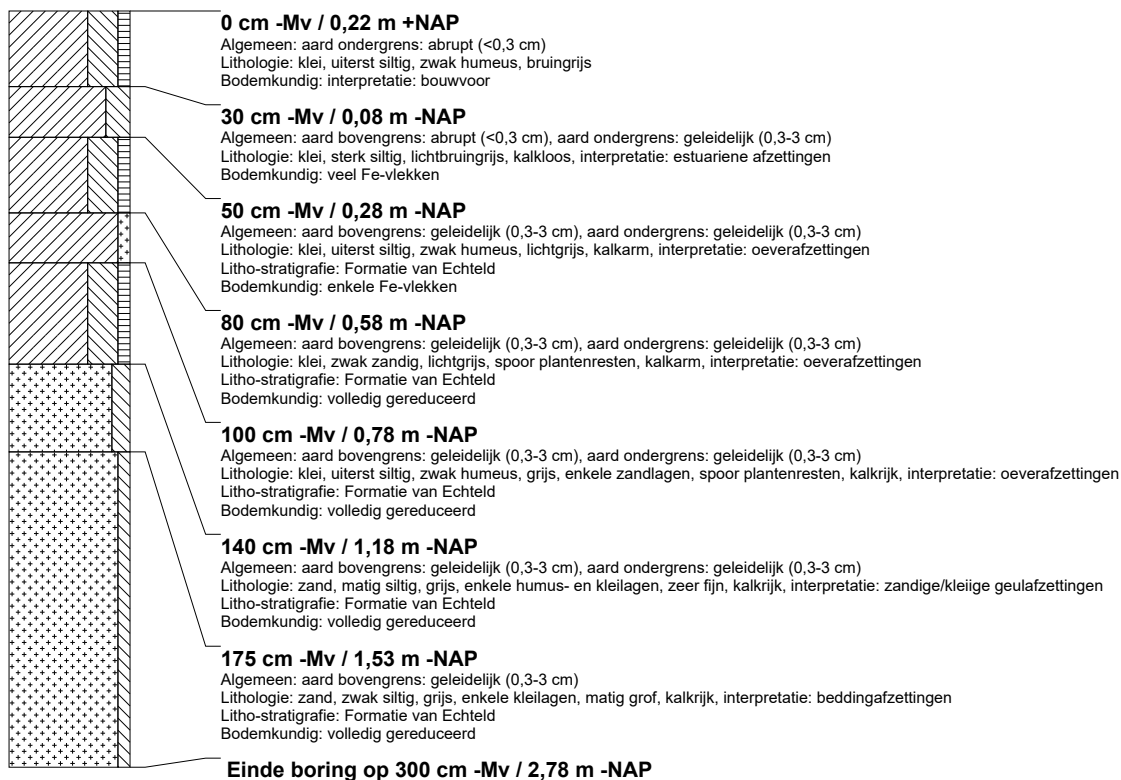 0 cm -Mv / 0,22 m +NAP
Algemeen: aard ondergrens: abrupt (<0,3 cm)
Lithologie: klei, uiterst siltig, zwak humeus, bruingrijs
Bodemkundig: interpretatie: bouwvoor
30 cm -Mv / 0,08 m -NAP
Algemeen: aard bovengrens: abrupt (<0,3 cm), aard ondergrens: geleidelijk (0,3-3 cm)
Lithologie: klei, sterk siltig, lichtbruingrijs, kalkloos, interpretatie: estuariene afzettingen
Bodemkundig: veel Fe-vlekken
50 cm -Mv / 0,28 m -NAP
Algemeen: aard bovengrens: geleidelijk (0,3-3 cm), aard ondergrens: geleidelijk (0,3-3 cm)
Lithologie: klei, uiterst siltig, zwak humeus, lichtgrijs, kalkarm, interpretatie: oeverafzettingen
Litho-stratigrafie: Formatie van Echteld
Bodemkundig: enkele Fe-vlekken
80 cm -Mv / 0,58 m -NAP
Algemeen: aard bovengrens: geleidelijk (0,3-3 cm), aard ondergrens: geleidelijk (0,3-3 cm)
Lithologie: klei, zwak zandig, lichtgrijs, spoor plantenresten, kalkarm, interpretatie: oeverafzettingen
Litho-stratigrafie: Formatie van Echteld
Bodemkundig: volledig gereduceerd
100 cm -Mv / 0,78 m -NAP
Algemeen: aard bovengrens: geleidelijk (0,3-3 cm), aard ondergrens: geleidelijk (0,3-3 cm)
Lithologie: klei, uiterst siltig, zwak humeus, grijs, enkele zandlagen, spoor plantenresten, kalkrijk, interpretatie: oeverafzettingen
Litho-stratigrafie: Formatie van Echteld
Bodemkundig: volledig gereduceerd
140 cm -Mv / 1,18 m -NAP
Algemeen: aard bovengrens: geleidelijk (0,3-3 cm), aard ondergrens: geleidelijk (0,3-3 cm)
Lithologie: zand, matig siltig, grijs, enkele humus- en kleilagen, zeer fijn, kalkrijk, interpretatie: zandige/kleiige geulafzettingen
Litho-stratigrafie: Formatie van Echteld
Bodemkundig: volledig gereduceerd
175 cm -Mv / 1,53 m -NAP
Algemeen: aard bovengrens: geleidelijk (0,3-3 cm)
Lithologie: zand, zwak siltig, grijs, enkele kleilagen, matig grof, kalkrijk, interpretatie: beddingafzettingen
Litho-stratigrafie: Formatie van Echteld
Bodemkundig: volledig gereduceerd
Einde boring op 300 cm -Mv / 2,78 m -NAP